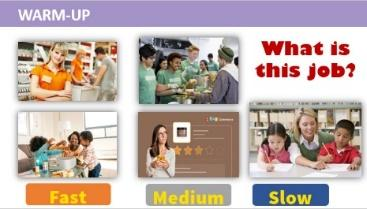 WARM-UP
What is
this job?
Fast
Medium
Slow